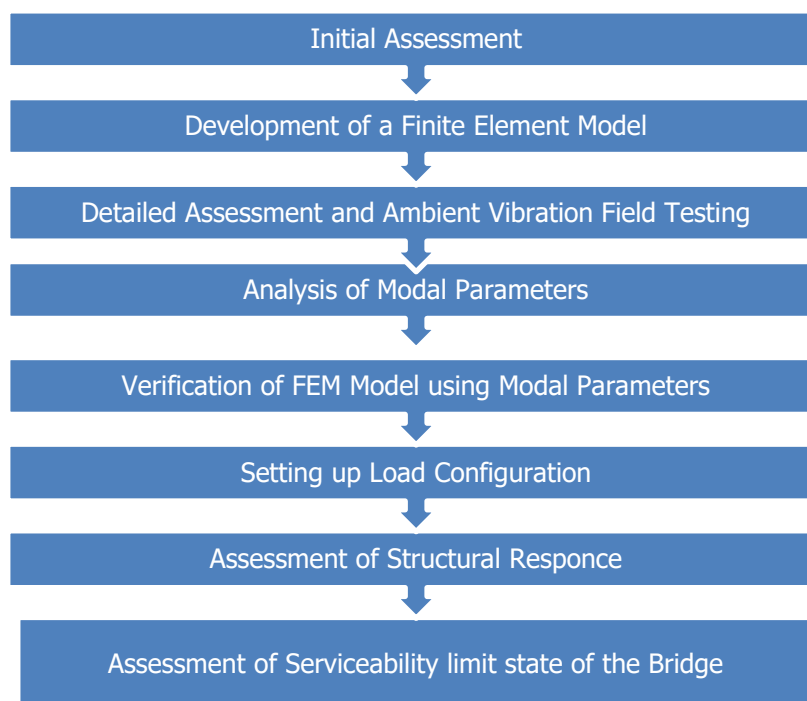 Initial Assessment
Development of a Finite Element Model
Detailed Assessment and Ambient Vibration Field Testing
Analysis of Modal Parameters
Verification of FEM Model using Modal Parameters
Setting up Load Configuration
Assessment of Structural Responce
Assessment of Serviceability limit state of the Bridge